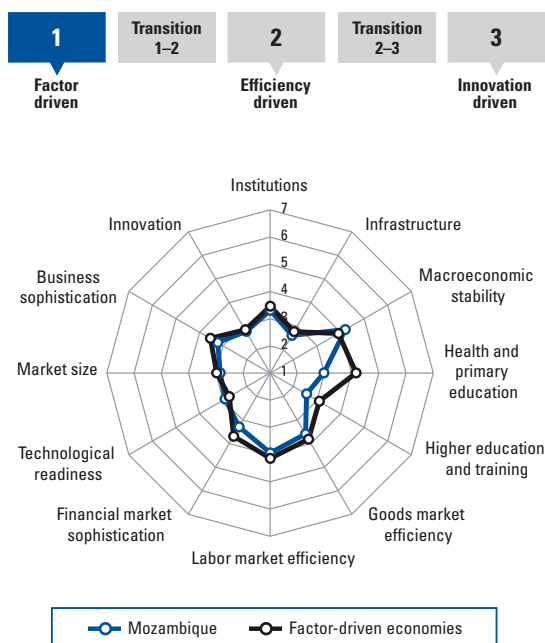 1
Transition
1–2
2
Transition
2–3
3
Factor
driven
Efficiency
driven
Innovation
driven
Institutions
7
Innovation
Infrastructure
6
5
Business
sophistication
Macroeconomic
stability
4
3
2
Market size
1
Health and
primary
education
Technological
readiness
Higher education
and training
Financial market
sophistication
Goods market
efficiency
Labor market efficiency
Mozambique
Factor-driven economies